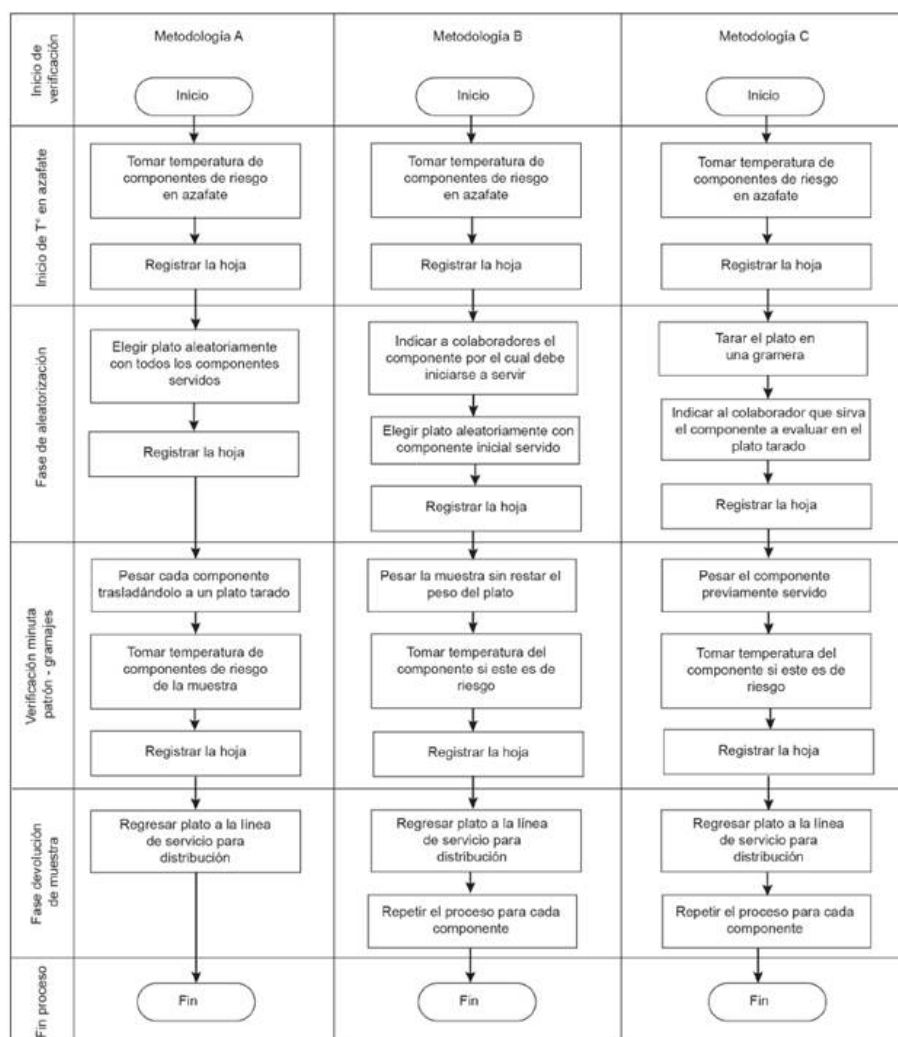 Metodología A
Metodología B
Metodología C
Inicio de
verificación
Inicio
Inicio
Inicio
Inicio de T° en azafate
Tomar temperatura de
componentes de riesgo
en azafate
Registrar la hoja
Tomar temperatura de
componentes de riesgo
en azafate
Registrar la hoja
Tomar temperatura de
componentes de riesgo
en azafate
Registrar la hoja
Fase de aleatorización
Elegir plato aleatoriamente
con todos los componentes
servidos
Registrar la hoja
Indicar a colaboradores el
componente por el cual debe
iniciarse a servir
Elegir plato aleatoriamente con
componente inicial servido
Registrar la hoja
Tarar el plato en
una gramera
Indicar al colaborador que sirva
el componente a evaluar en el
plato tarado
Registrar la hoja
Verificación minuta
patrón - gramajes
Pesar cada componente
trasladándolo a un plato tarado
Tomar temperatura de
componentes de riesgo
de la muestra
Registrar la hoja
Pesar la muestra sin restar el
peso del plato
Tomar temperatura del
componente si este es de
riesgo
Registrar la hoja
Pesar el componente
previamente servido
Tomar temperatura del
componente si este es de
riesgo
Registrar la hoja
Fase devolución
de muestra
Regresar plato a la línea
de servicio para
distribución
Regresar plato a la línea
de servicio para
distribución
Repetir el proceso para cada
componente
Regresar plato a la línea
de servicio para
distribución
Repetir el proceso para cada
componente
Fin proceso
Fin
Fin
Fin